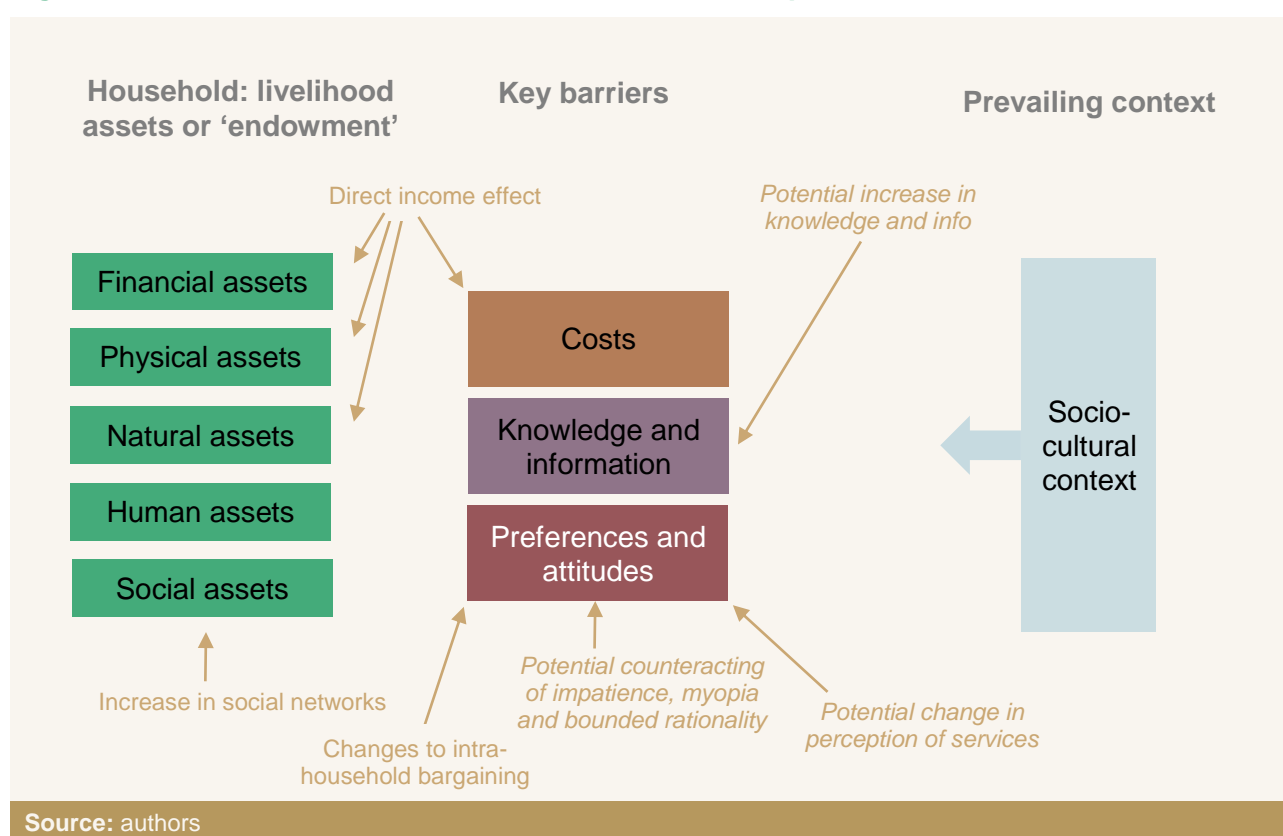 Household: livelihood
assets or ‘endowment’
Key barriers
Prevailing context
Direct income effect
Potential increase in
knowledge and info
Financial assets
Physical assets
Natural assets
Human assets
Social assets
Costs
Knowledge and
information
Preferences and
attitudes
Socio-
cultural
context
Increase in social networks
Changes to intra-
household bargaining
Potential counteracting
of impatience, myopia
and bounded rationality
Potential change in
perception of services
Source: authors